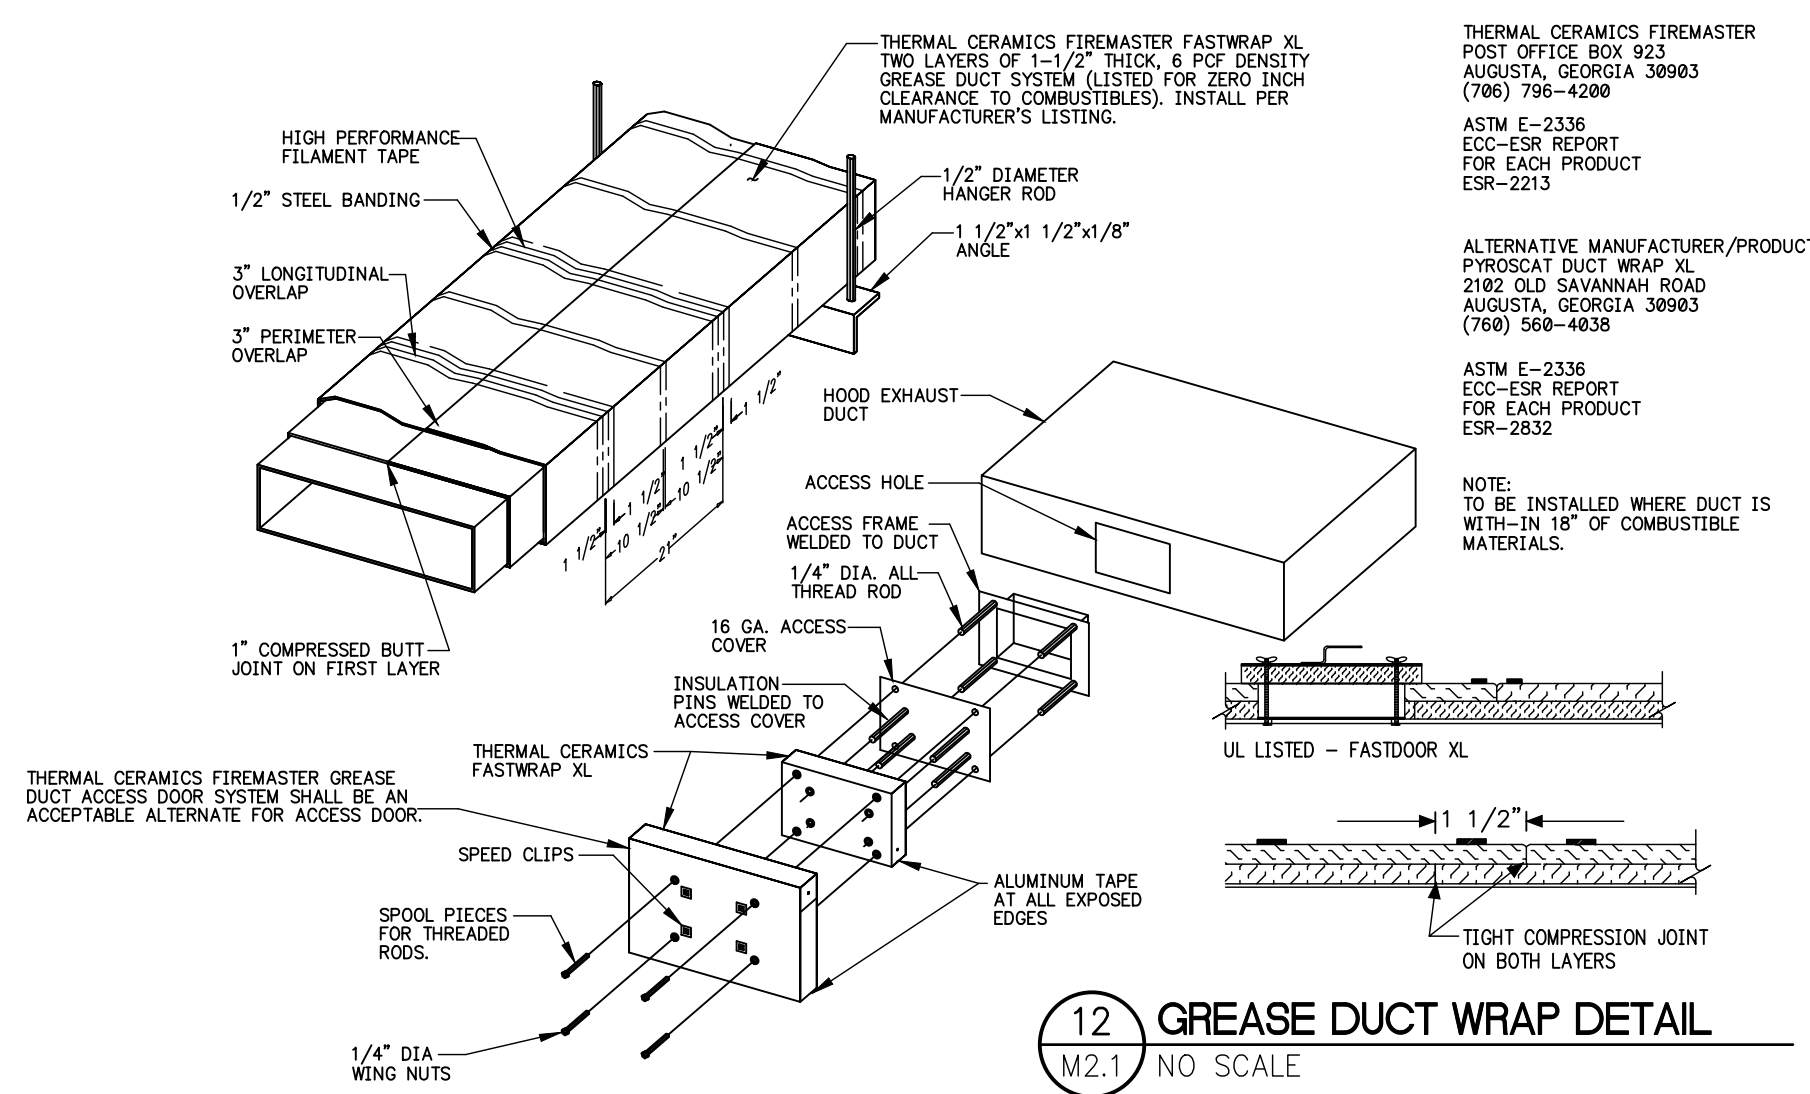 THERMAL CERAMICS FIREMASTER FASTWRAP XL
TWO LAYERS OF 1-1/2" THICK, 6 PCF DENSITY
GREASE DUCT SYSTEM (LISTED FOR ZERO INCH
CLEARANCE TO COMBUSTIBLES). INSTALL PER
MANUFACTURER'S LISTING.
HIGH PERFORMANCE
FILAMENT TAPE
1/2" STEEL BANDING
3" LONGITUDINAL
OVERLAP
3" PERIMETER
OVERLAP
1/2" DIAMETER
HANGER ROD
1 1/2"x1 1/2"x1/8"
ANGLE
1 1/2"
1 1/2"
10 1/2"
1 1/2"
10 1/2"
1 1/2"
21"
1" COMPRESSED BUTT
JOINT ON FIRST LAYER
THERMAL CERAMICS FIREMASTER
POST OFFICE BOX 923
AUGUSTA, GEORGIA 30903
(706) 796-4200
ASTM E-2336
ECC-ESR REPORT
FOR EACH PRODUCT
ESR-2213
ALTERNATIVE MANUFACTURER/PRODUCT
PYROSCAT DUCT WRAP XL
2102 OLD SAVANNAH ROAD
AUGUSTA, GEORGIA 30903
(760) 560-4038
ASTM E-2336
ECC-ESR REPORT
FOR EACH PRODUCT
ESR-2832
NOTE:
TO BE INSTALLED WHERE DUCT IS
WITH-IN 18" OF COMBUSTIBLE
MATERIALS.
HOOD EXHAUST
DUCT
ACCESS HOLE
ACCESS FRAME
WELDED TO DUCT
1/4" DIA. ALL
THREAD ROD
16 GA. ACCESS
COVER
INSULATION
PINS WELDED TO
ACCESS COVER
THERMAL CERAMICS
FASTWRAP XL
THERMAL CERAMICS FIREMASTER GREASE
DUCT ACCESS DOOR SYSTEM SHALL BE AN
ACCEPTABLE ALTERNATE FOR ACCESS DOOR.
SPEED CLIPS
SPOOL PIECES
FOR THREADED
RODS.
1/4" DIA
WING NUTS
ALUMINUM TAPE
AT ALL EXPOSED
EDGES
UL LISTED - FASTDOOR XL
1 1/2"
TIGHT COMPRESSION JOINT
ON BOTH LAYERS
12
M2.1
GREASE DUCT WRAP DETAIL
NO SCALE